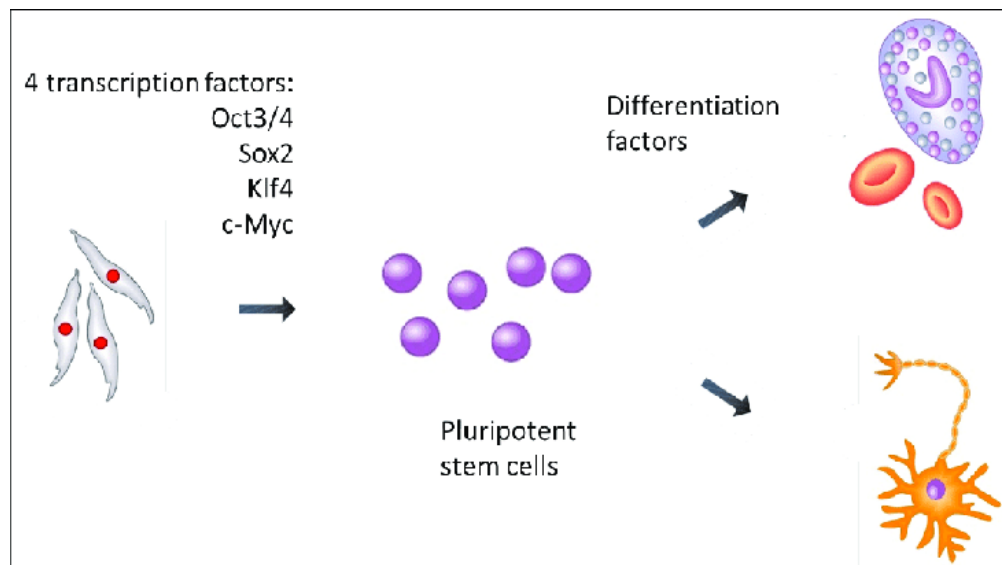 4 transcription factors:
Oct3/4
Sox2
Klf4
c-Myc
Differentiation
factors
Pluripotent
stem cells